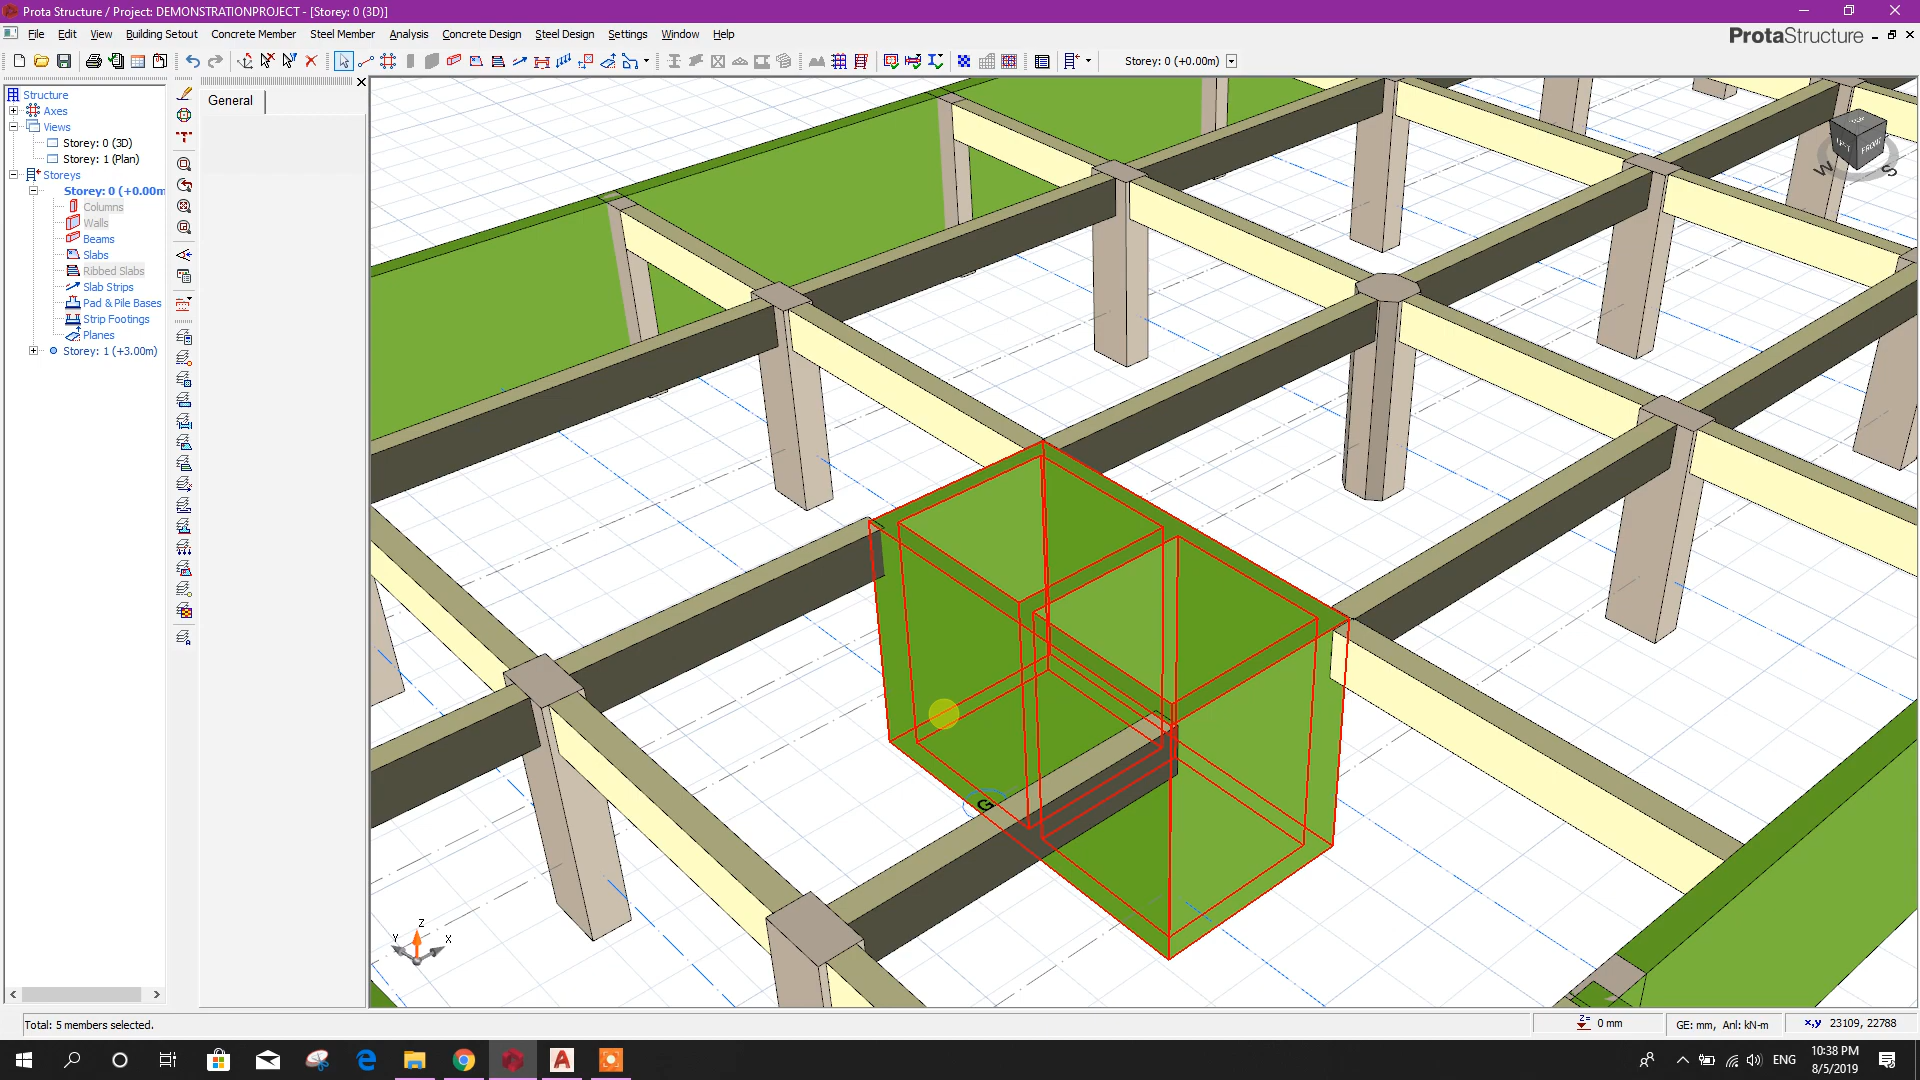 Prota Structure / Project: DEMONSTRATIONPROJECT - [Storey: 0 (3D)]
File Edit View Building Setout Concrete Member Steel Member Analysis Concrete Design Steel Design Settings Window Help
ProtaStructure
Storey: 0 (+0.00m)
General
Structure
Axes
Views
Storey: 0 (3D)
Storey: 1 (Plan)
Storeys
Storey: 0 (+0.00m
Columns
Walls
Beams
Slabs
Ribbed Slabs
Slab Strips
Pad & Pile Bases
Strip Footings
Planes
Storey: 1 (+3.00m)
TOP
LEFT FRONT
W S
G
Z
Y X
Total: 5 members selected.
Z= 0 mm
GE: mm, Anl: kN-m
x,y 23109, 22788
ENG
10:38 PM
8/5/2019